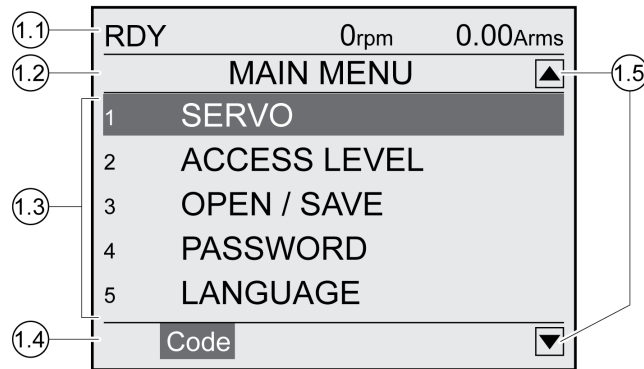 1.1 RDY 0rpm 0.00Arms
1.2 MAIN MENU ▲ 1.5
1 SERVO
2 ACCESS LEVEL
1.3 3 OPEN / SAVE
4 PASSWORD
5 LANGUAGE
1.4 Code ▼